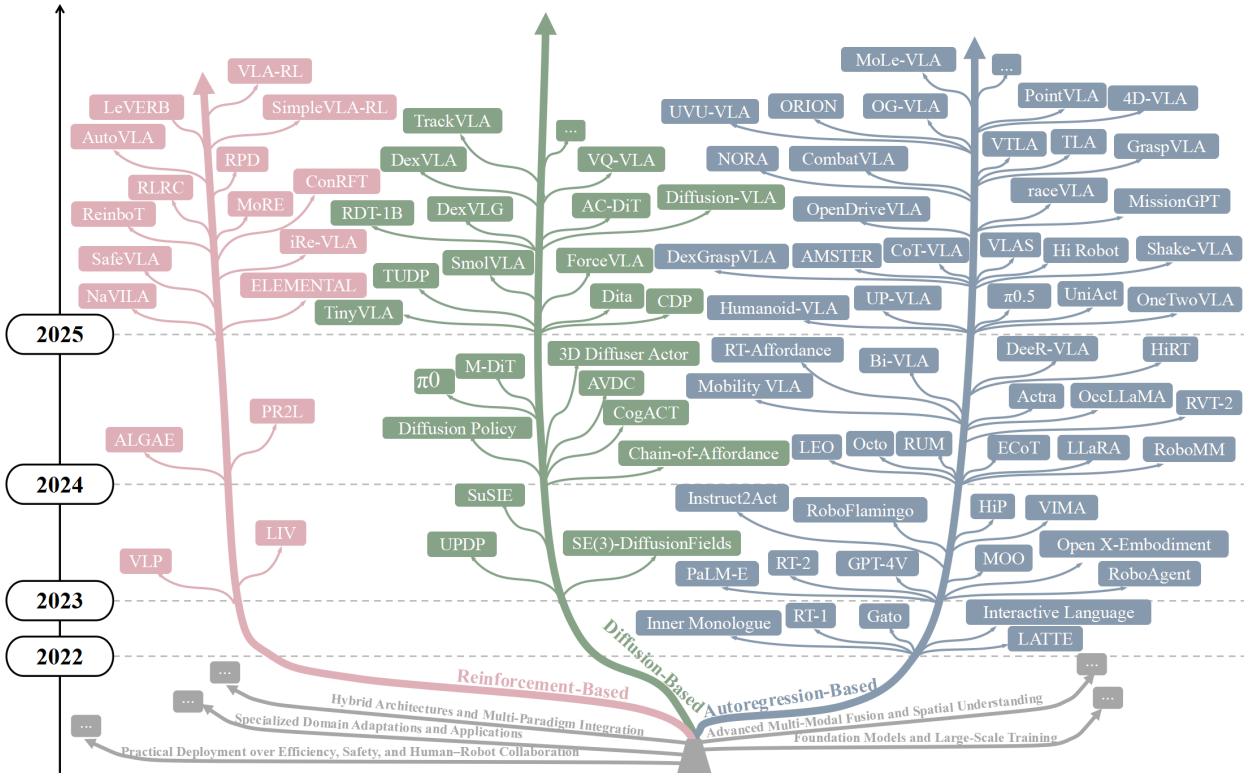 MoLe-VLA
...
VLA-RL
LeVERB
SimpleVLA-RL
AutoVLA
RPD
ConRFT
RLRC
MoRE
ReinboT
iRe-VLA
SafeVLA
ELEMENTAL
NaVILA
TrackVLA
...
DexVLA
VQ-VLA
Diffusion-VLA
RDT-1B
DexVLG
AC-DiT
SmolVLA
ForceVLA
TUDP
Dita
CDP
TinyVLA
UVU-VLA
ORION
OG-VLA
PointVLA
4D-VLA
NORA
CombatVLA
VTLA
TLA
GraspVLA
raceVLA
OpenDriveVLA
MissionGPT
DexGraspVLA
AMSTER
CoT-VLA
VLAS
Hi Robot
Shake-VLA
Humanoid-VLA
UP-VLA
π0.5
UniAct
OneTwoVLA
2025
PR2L
ALGAE
3D Diffuser Actor
M-DiT
π0
AVDC
CogACT
Diffusion Policy
Chain-of-Affordance
RT-Affordance
Bi-VLA
DeeR-VLA
HiRT
Mobility VLA
Actra
OccLLaMA
RVT-2
LEO
Octo
RUM
ECoT
LLaRA
RoboMM
2024
LIV
VLP
SuSIE
UPDP
SE(3)-DiffusionFields
Instruct2Act
RoboFlamingo
HiP
VIMA
PaLM-E
RT-2
GPT-4V
MOO
Open X-Embodiment
RoboAgent
2023
Inner Monologue
RT-1
Gato
Interactive Language
LATTE
2022
Reinforcement-Based
Diffusion-Based
Autoregression-Based
...
Hybrid Architectures and Multi-Paradigm Integration
...
Specialized Domain Adaptations and Applications
...
Practical Deployment over Efficiency, Safety, and Human–Robot Collaboration
...
Advanced Multi-Modal Fusion and Spatial Understanding
...
Foundation Models and Large-Scale Training